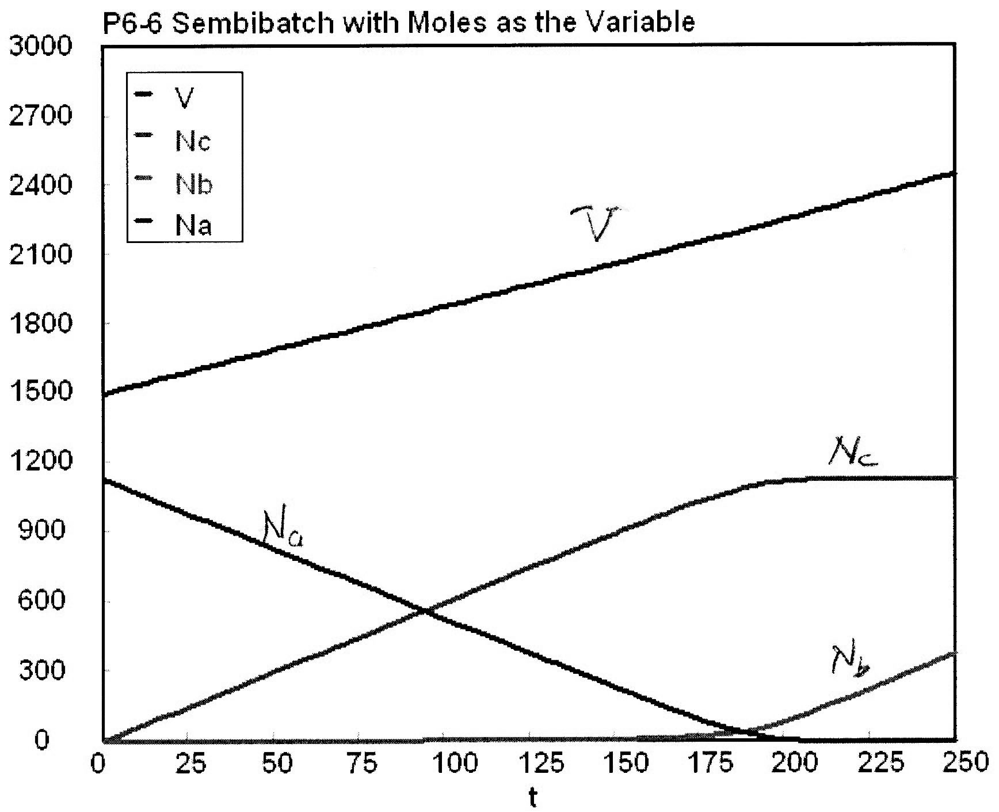 P6-6 Sembibatch with Moles as the Variable
3000
2700
2400
2100
1800
1500
1200
900
600
300
0
V
Nc
Nb
Na
V
Nc
Na
Nb
0 25 50 75 100 125 150 175 200 225 250
t